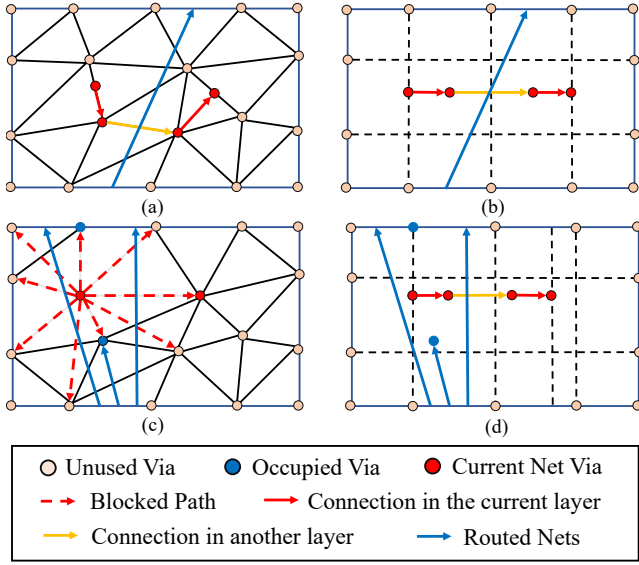 (a) (b)
(c) (d)
Unused Via Occupied Via Current Net Via
Blocked Path Connection in the current layer
Connection in another layer Routed Nets